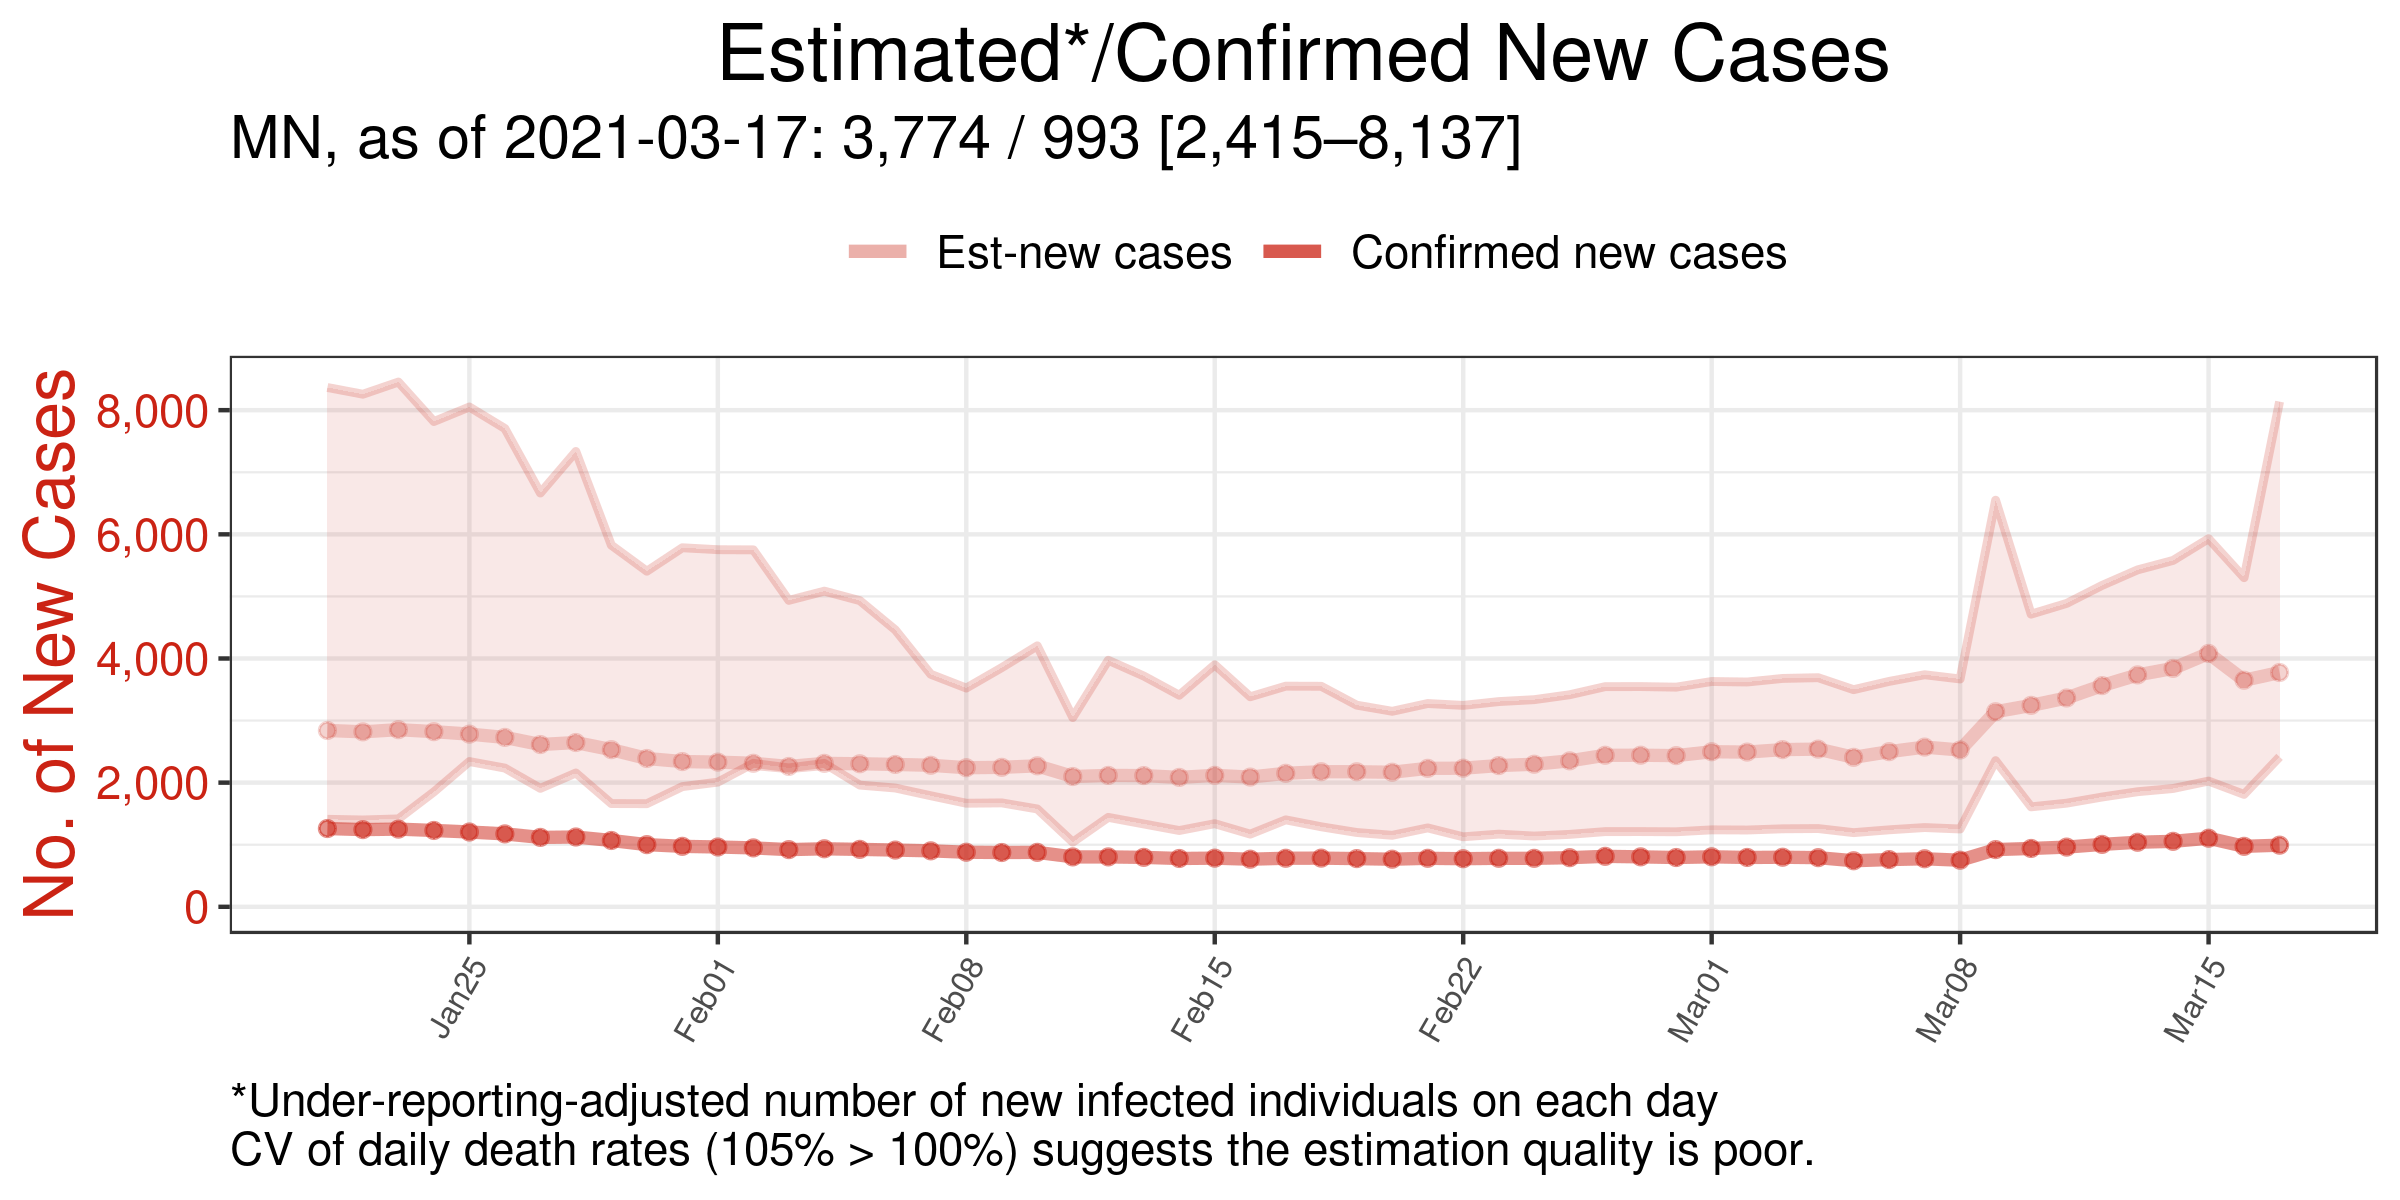 Estimated*/Confirmed New Cases
MN, as of 2021-03-17: 3,774 / 993 [2,415–8,137]
Est-new cases
Confirmed new cases
No. of New Cases
8,000
6,000
4,000
2,000
0
Jan25
Feb01
Feb08
Feb15
Feb22
Mar01
Mar08
Mar15
*Under-reporting-adjusted number of new infected individuals on each day
CV of daily death rates (105% > 100%) suggests the estimation quality is poor.